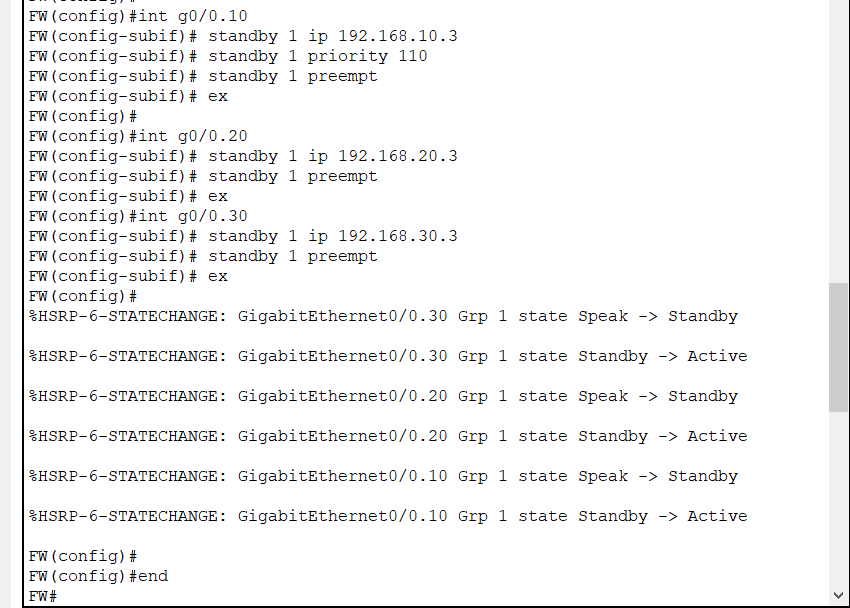 FW(config)#int g0/0.10
FW(config-subif)# standby 1 ip 192.168.10.3
FW(config-subif)# standby 1 priority 110
FW(config-subif)# standby 1 preempt
FW(config-subif)# ex
FW(config)#
FW(config)#int g0/0.20
FW(config-subif)# standby 1 ip 192.168.20.3
FW(config-subif)# standby 1 preempt
FW(config-subif)# ex
FW(config)#int g0/0.30
FW(config-subif)# standby 1 ip 192.168.30.3
FW(config-subif)# standby 1 preempt
FW(config-subif)# ex
FW(config)#
%HSRP-6-STATECHANGE: GigabitEthernet0/0.30 Grp 1 state Speak -> Standby
%HSRP-6-STATECHANGE: GigabitEthernet0/0.30 Grp 1 state Standby -> Active
%HSRP-6-STATECHANGE: GigabitEthernet0/0.20 Grp 1 state Speak -> Standby
%HSRP-6-STATECHANGE: GigabitEthernet0/0.20 Grp 1 state Standby -> Active
%HSRP-6-STATECHANGE: GigabitEthernet0/0.10 Grp 1 state Speak -> Standby
%HSRP-6-STATECHANGE: GigabitEthernet0/0.10 Grp 1 state Standby -> Active
FW(config)#
FW(config)#end
FW#